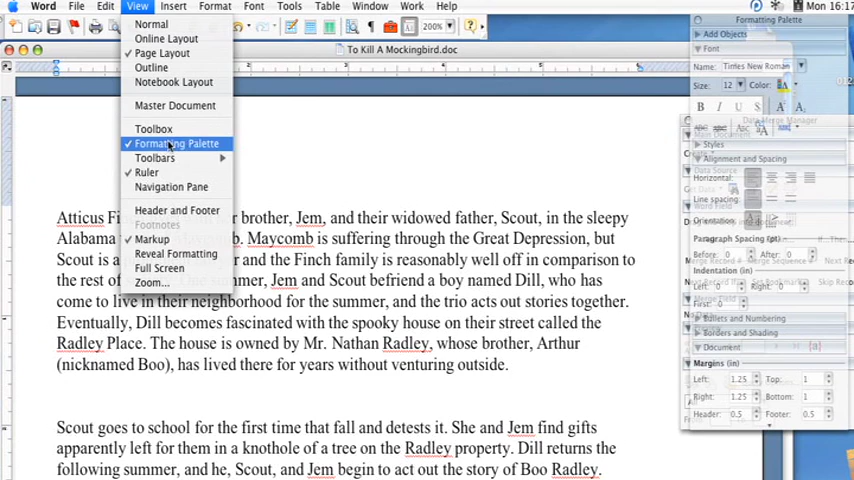 Word File Edit View Insert Format Font Tools Table Window Work Help Mon 16:17
200%
To Kill A Mockingbird.doc
Normal
Online Layout
Page Layout
Outline
Notebook Layout
Master Document
Toolbox
Formatting Palette
Toolbars
Ruler
Navigation Pane
Header and Footer
Footnotes
Markup
Reveal Formatting
Full Screen
Zoom...
Atticus Fi r brother, Jem, and their widowed father, Scout, in the sleepy
Alabama Maycomb. Maycomb is suffering through the Great Depression, but
Scout is a and the Finch family is reasonably well off in comparison to
the rest of summer, Jem and Scout befriend a boy named Dill, who has
come to live in their neighborhood for the summer, and the trio acts out stories together.
Eventually, Dill becomes fascinated with the spooky house on their street called the
Radley Place. The house is owned by Mr. Nathan Radley, whose brother, Arthur
(nicknamed Boo), has lived there for years without venturing outside.
Scout goes to school for the first time that fall and detests it. She and Jem find gifts
apparently left for them in a knothole of a tree on the Radley property. Dill returns the
following summer, and he, Scout, and Jem begin to act out the story of Boo Radley.
Formatting Palette
Add Objects
Font
Name: Times New Roman
Size: 12 Color:
B I U S
Data Merge Manager
Styles
Alignment and Spacing
Horizontal:
Line spacing:
Orientation:
Paragraph Spacing (pt)
Before: 0 After: 0
Indentation (in)
Left: 0 Right: 0
First: 0
Bullets and Numbering
Borders and Shading
Document
Margins (in)
Left: 1.25 Top: 1
Right: 1.25 Bottom: 1
Header: 0.5 Footer: 0.5